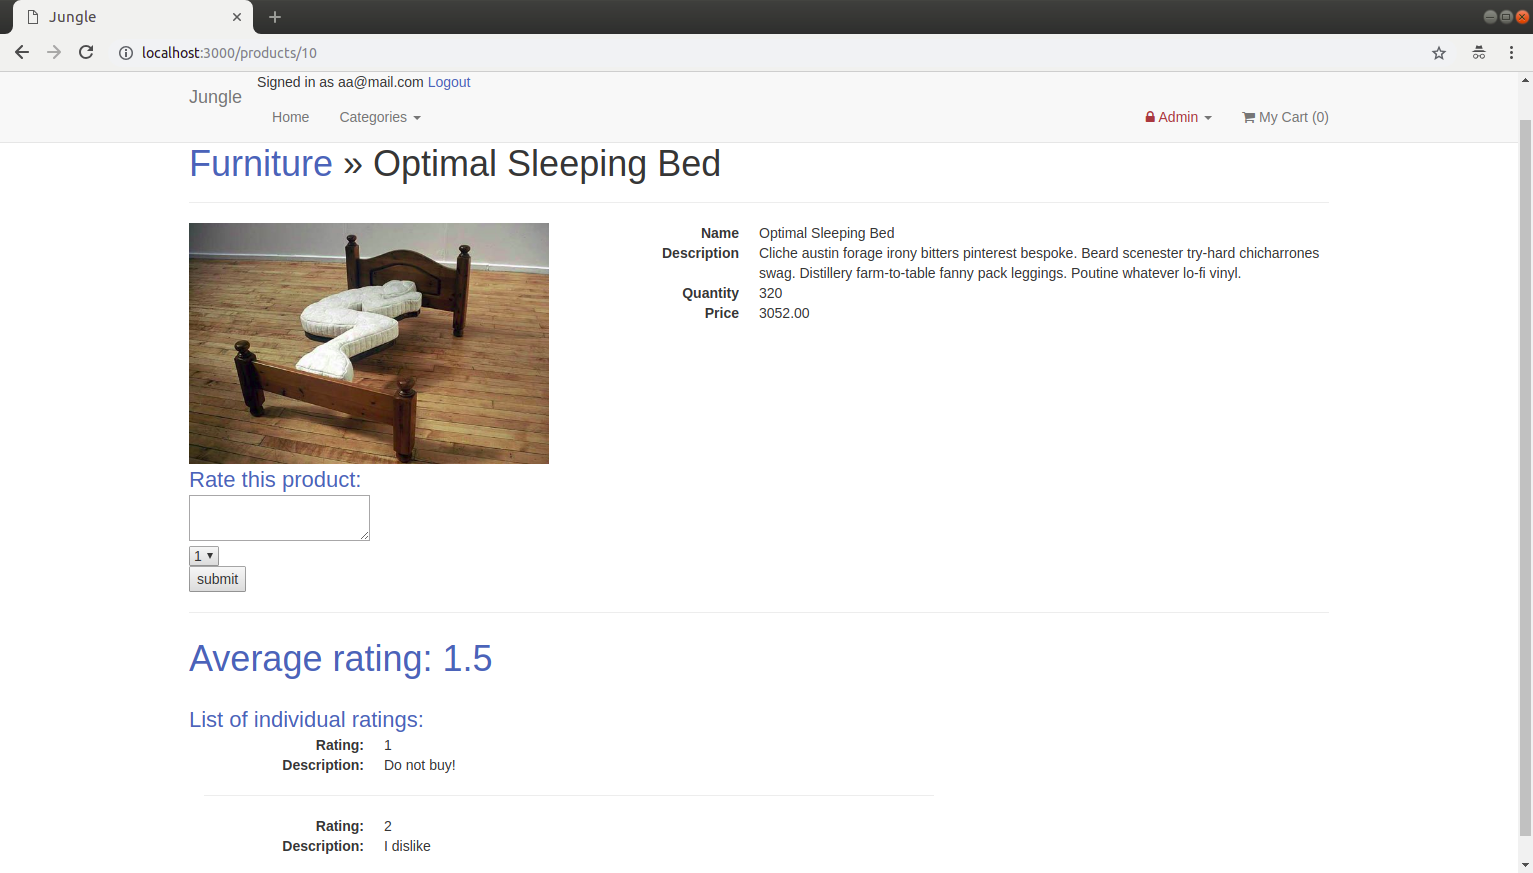 Jungle
localhost:3000/products/10
Signed in as aa@mail.com Logout
Jungle
Home Categories Admin My Cart (0)
Furniture » Optimal Sleeping Bed
Name Optimal Sleeping Bed
Description Cliche austin forage irony bitters pinterest bespoke. Beard scenester try-hard chicharrones
swag. Distillery farm-to-table fanny pack leggings. Poutine whatever lo-fi vinyl.
Quantity 320
Price 3052.00
Rate this product:
1
submit
Average rating: 1.5
List of individual ratings:
Rating: 1
Description: Do not buy!
Rating: 2
Description: I dislike